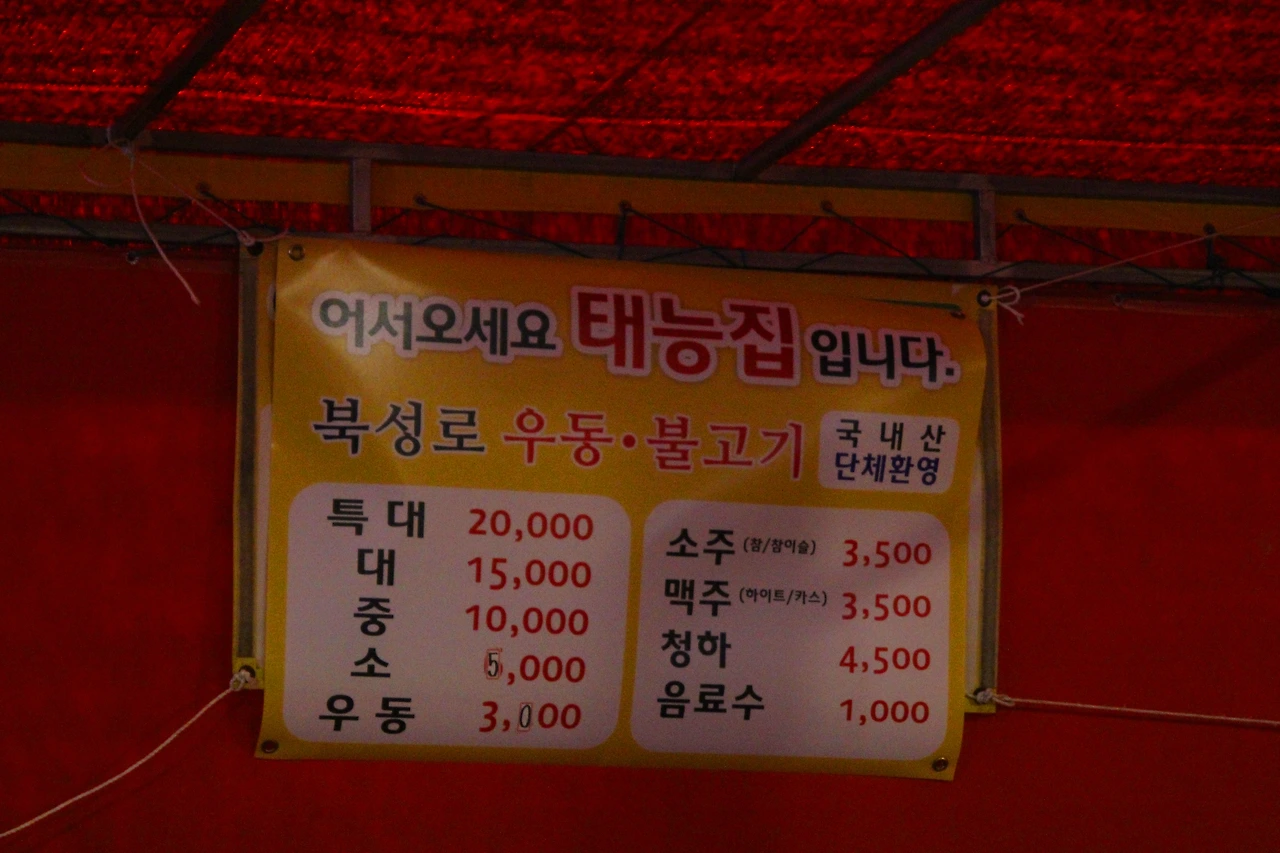 어서오세요 태능집 입니다.
북성로 우동·불고기
국내산
단체환영
특대 20,000
대 15,000
중 10,000
소 5,000
우동 3,000
소주 (참/참이슬) 3,500
맥주 (하이트/카스) 3,500
청하 4,500
음료수 1,000